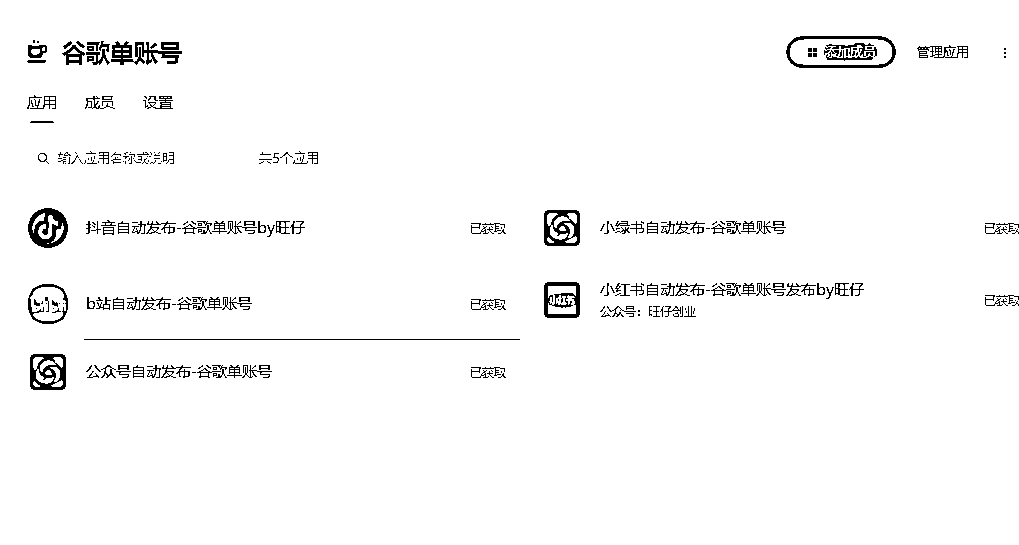 谷歌单账号
添加成员 管理应用
应用 成员 设置
输入应用名称或说明 共5个应用
抖音自动发布-谷歌单账号by旺仔 已获取
小绿书自动发布-谷歌单账号 已获取
b站自动发布-谷歌单账号 已获取
小红书自动发布-谷歌单账号发布by旺仔
公众号：旺仔创业 已获取
小红书
公众号自动发布-谷歌单账号 已获取